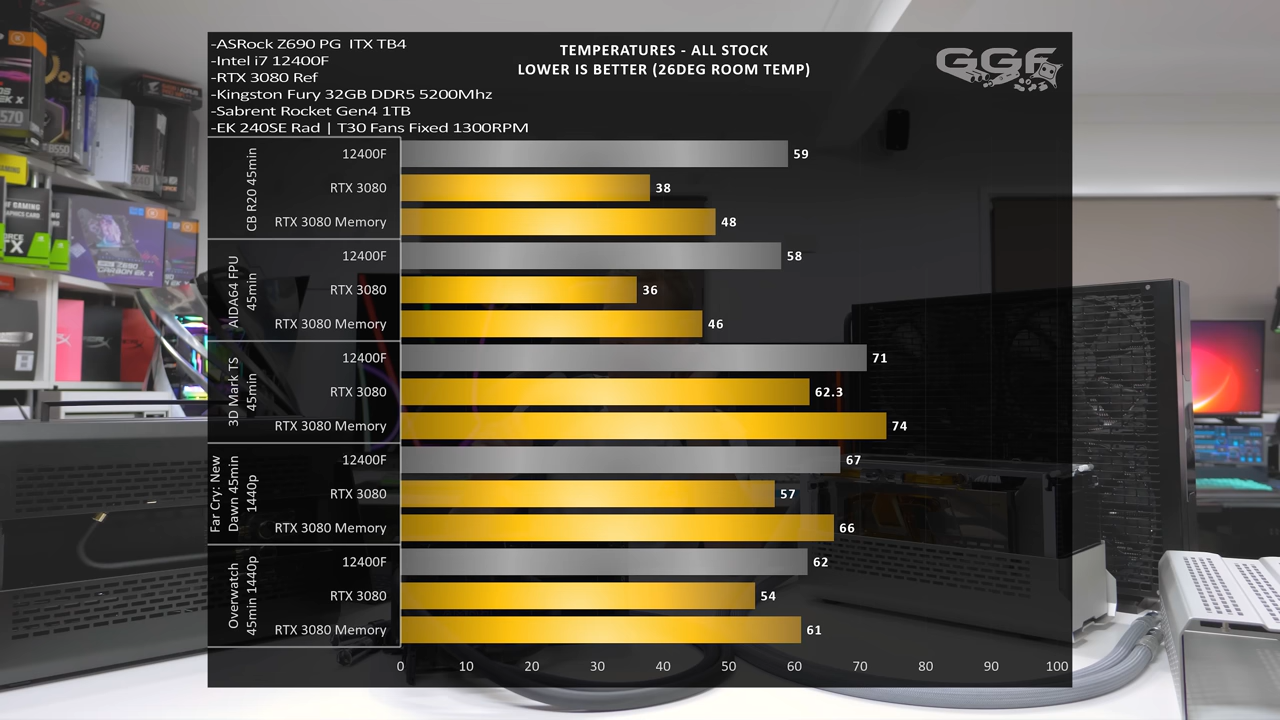 -ASRock Z690 PG ITX TB4
-Intel i7 12400F
-RTX 3080 Ref
-Kingston Fury 32GB DDR5 5200Mhz
-Sabrent Rocket Gen4 1TB
-EK 240SE Rad | T30 Fans Fixed 1300RPM
TEMPERATURES - ALL STOCK
LOWER IS BETTER (26DEG ROOM TEMP)
GGF
CB R20 45min
12400F 59
RTX 3080 38
RTX 3080 Memory 48
AIDA64 FPU
45min
12400F 58
RTX 3080 36
RTX 3080 Memory 46
3D Mark TS
45min
12400F 71
RTX 3080 62.3
RTX 3080 Memory 74
Far Cry: New
Dawn 45min
1440p
12400F 67
RTX 3080 57
RTX 3080 Memory 66
Overwatch
45min 1440p
12400F 62
RTX 3080 54
RTX 3080 Memory 61
0 10 20 30 40 50 60 70 80 90 100